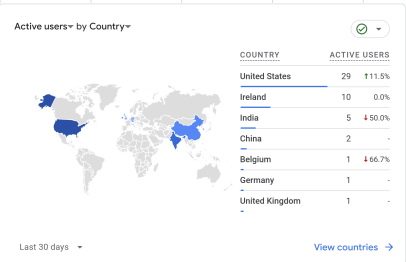 Active users by Country
COUNTRY ACTIVE USERS
United States 29 ↑11.5%
Ireland 10 0.0%
India 5 ↓50.0%
China 2 -
Belgium 1 ↓66.7%
Germany 1 -
United Kingdom 1 -
Last 30 days View countries →